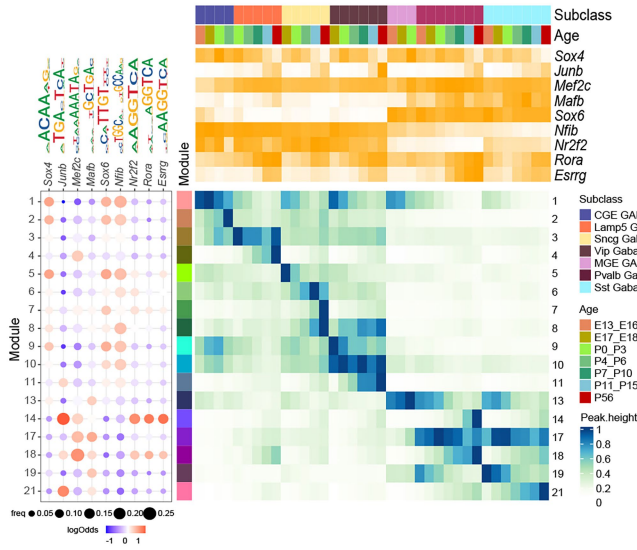 Subclass
Age
Sox4
Junb
Mef2c
Mafb
Sox6
Nfib
Nr2f2
Rora
Esrrg
Sox4
Junb
Mef2c
Mafb
Sox6
Nfib
Nr2f2
Rora
Esrrg
Module
Module
1
2
3
4
5
6
7
8
9
10
11
13
14
17
18
19
21
1
2
3
4
5
6
7
8
9
10
11
13
14
17
18
19
21
freq 0.05 0.10 0.15 0.20 0.25
logOdds
-1 0 1
Subclass
CGE GA
Lamp5 G
Sncg Gab
Vip Gaba
MGE GA
Pvalb Ga
Sst Gaba
Age
E13_E16
E17_E18
P0_P3
P4_P6
P7_P10
P11_P15
P56
Peak.height
1
0.8
0.6
0.4
0.2
0